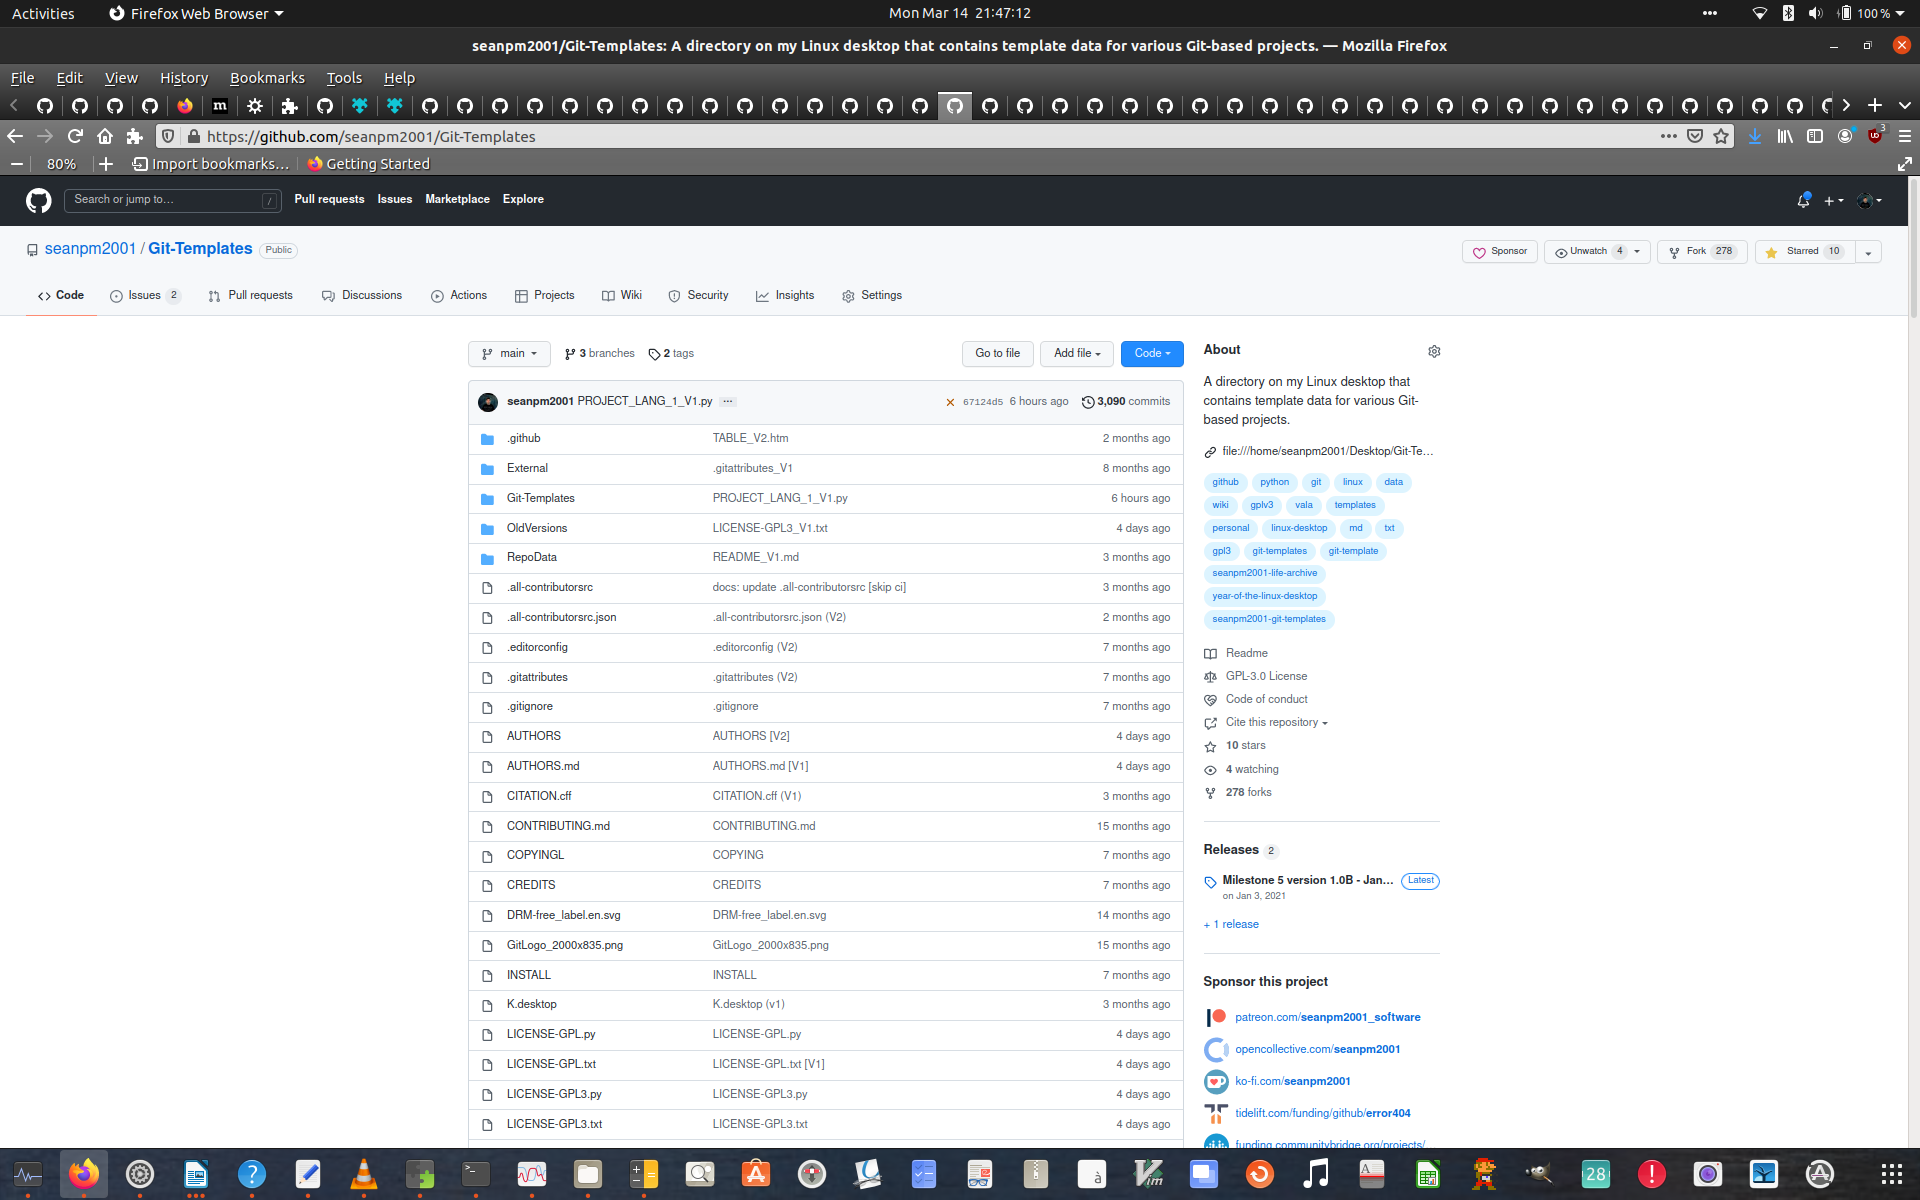 Activities
Firefox Web Browser
Mon Mar 14 21:47:12
100 %
seanpm2001/Git-Templates: A directory on my Linux desktop that contains template data for various Git-based projects. — Mozilla Firefox
File Edit View History Bookmarks Tools Help
https://github.com/seanpm2001/Git-Templates
3
80%
Import bookmarks…
Getting Started
Search or jump to…
/
Pull requests Issues Marketplace Explore
seanpm2001 / Git-Templates Public
Sponsor
Unwatch 4
Fork 278
Starred 10
Code
Issues 2
Pull requests
Discussions
Actions
Projects
Wiki
Security
Insights
Settings
main
3 branches
2 tags
Go to file
Add file
Code
seanpm2001 PROJECT_LANG_1_V1.py ... 67124d5 6 hours ago 3,090 commits
.github TABLE_V2.htm 2 months ago
External .gitattributes_V1 8 months ago
Git-Templates PROJECT_LANG_1_V1.py 6 hours ago
OldVersions LICENSE-GPL3_V1.txt 4 days ago
RepoData README_V1.md 3 months ago
.all-contributorsrc docs: update .all-contributorsrc [skip ci] 3 months ago
.all-contributorsrc.json .all-contributorsrc.json (V2) 2 months ago
.editorconfig .editorconfig (V2) 7 months ago
.gitattributes .gitattributes (V2) 7 months ago
.gitignore .gitignore 7 months ago
AUTHORS AUTHORS [V2] 4 days ago
AUTHORS.md AUTHORS.md [V1] 4 days ago
CITATION.cff CITATION.cff (V1) 3 months ago
CONTRIBUTING.md CONTRIBUTING.md 15 months ago
COPYINGL COPYING 7 months ago
CREDITS CREDITS 7 months ago
DRM-free_label.en.svg DRM-free_label.en.svg 14 months ago
GitLogo_2000x835.png GitLogo_2000x835.png 15 months ago
INSTALL INSTALL 7 months ago
K.desktop K.desktop (v1) 3 months ago
LICENSE-GPL.py LICENSE-GPL.py 4 days ago
LICENSE-GPL.txt LICENSE-GPL.txt [V1] 4 days ago
LICENSE-GPL3.py LICENSE-GPL3.py 4 days ago
LICENSE-GPL3.txt LICENSE-GPL3.txt 4 days ago
About
A directory on my Linux desktop that
contains template data for various Git-
based projects.
file:///home/seanpm2001/Desktop/Git-Te…
github python git linux data
wiki gplv3 vala templates
personal linux-desktop md txt
gpl3 git-templates git-template
seanpm2001-life-archive
year-of-the-linux-desktop
seanpm2001-git-templates
Readme
GPL-3.0 License
Code of conduct
Cite this repository
10 stars
4 watching
278 forks
Releases 2
Milestone 5 version 1.0B - Jan… Latest
on Jan 3, 2021
+ 1 release
Sponsor this project
patreon.com/seanpm2001_software
opencollective.com/seanpm2001
ko-fi.com/seanpm2001
tidelift.com/funding/github/error404
funding.communitybridge.org/projects/
28